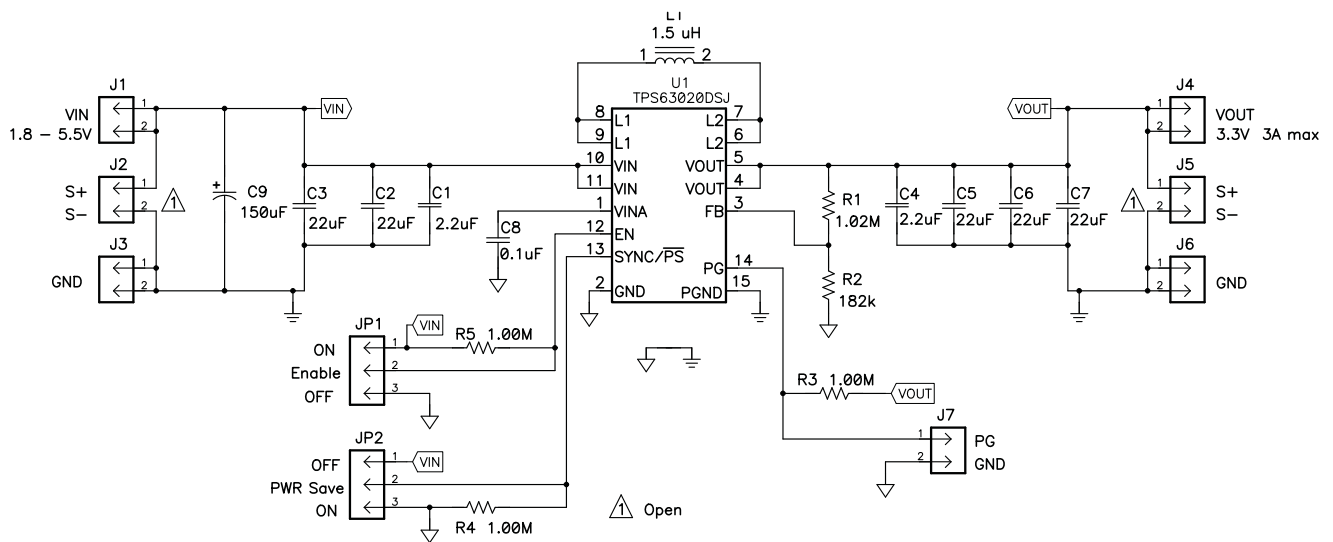 L1
1.5 uH
1 2
U1
TPS63020DSJ
J1
VIN
1.8 – 5.5V
1
2
VIN
J2
S+
S–
1
2
1
J3
GND
1
2
+
C9
150uF
C3
22uF
C2
22uF
C1
2.2uF
C8
0.1uF
8 L1
9 L1
10 VIN
11 VIN
1 VINA
12 EN
13 SYNC/PS
2 GND
L2 7
L2 6
VOUT 5
VOUT 4
FB 3
PG 14
PGND 15
R1
1.02M
R2
182k
C4
2.2uF
C5
22uF
C6
22uF
C7
22uF
VOUT
J4
1
2
VOUT
3.3V 3A max
J5
1
2
S+
S–
1
J6
1
2
GND
JP1
ON 1
Enable 2
OFF 3
VIN
R5 1.00M
JP2
OFF 1
PWR Save 2
ON 3
VIN
R4 1.00M
R3 1.00M
VOUT
J7
1 PG
2 GND
1 Open